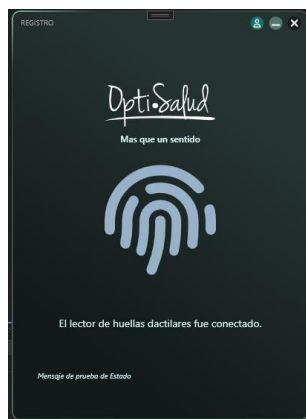 REGISTRO
Opti•Salud
Mas que un sentido
El lector de huellas dactilares fue conectado.
Mensaje de prueba de Estado